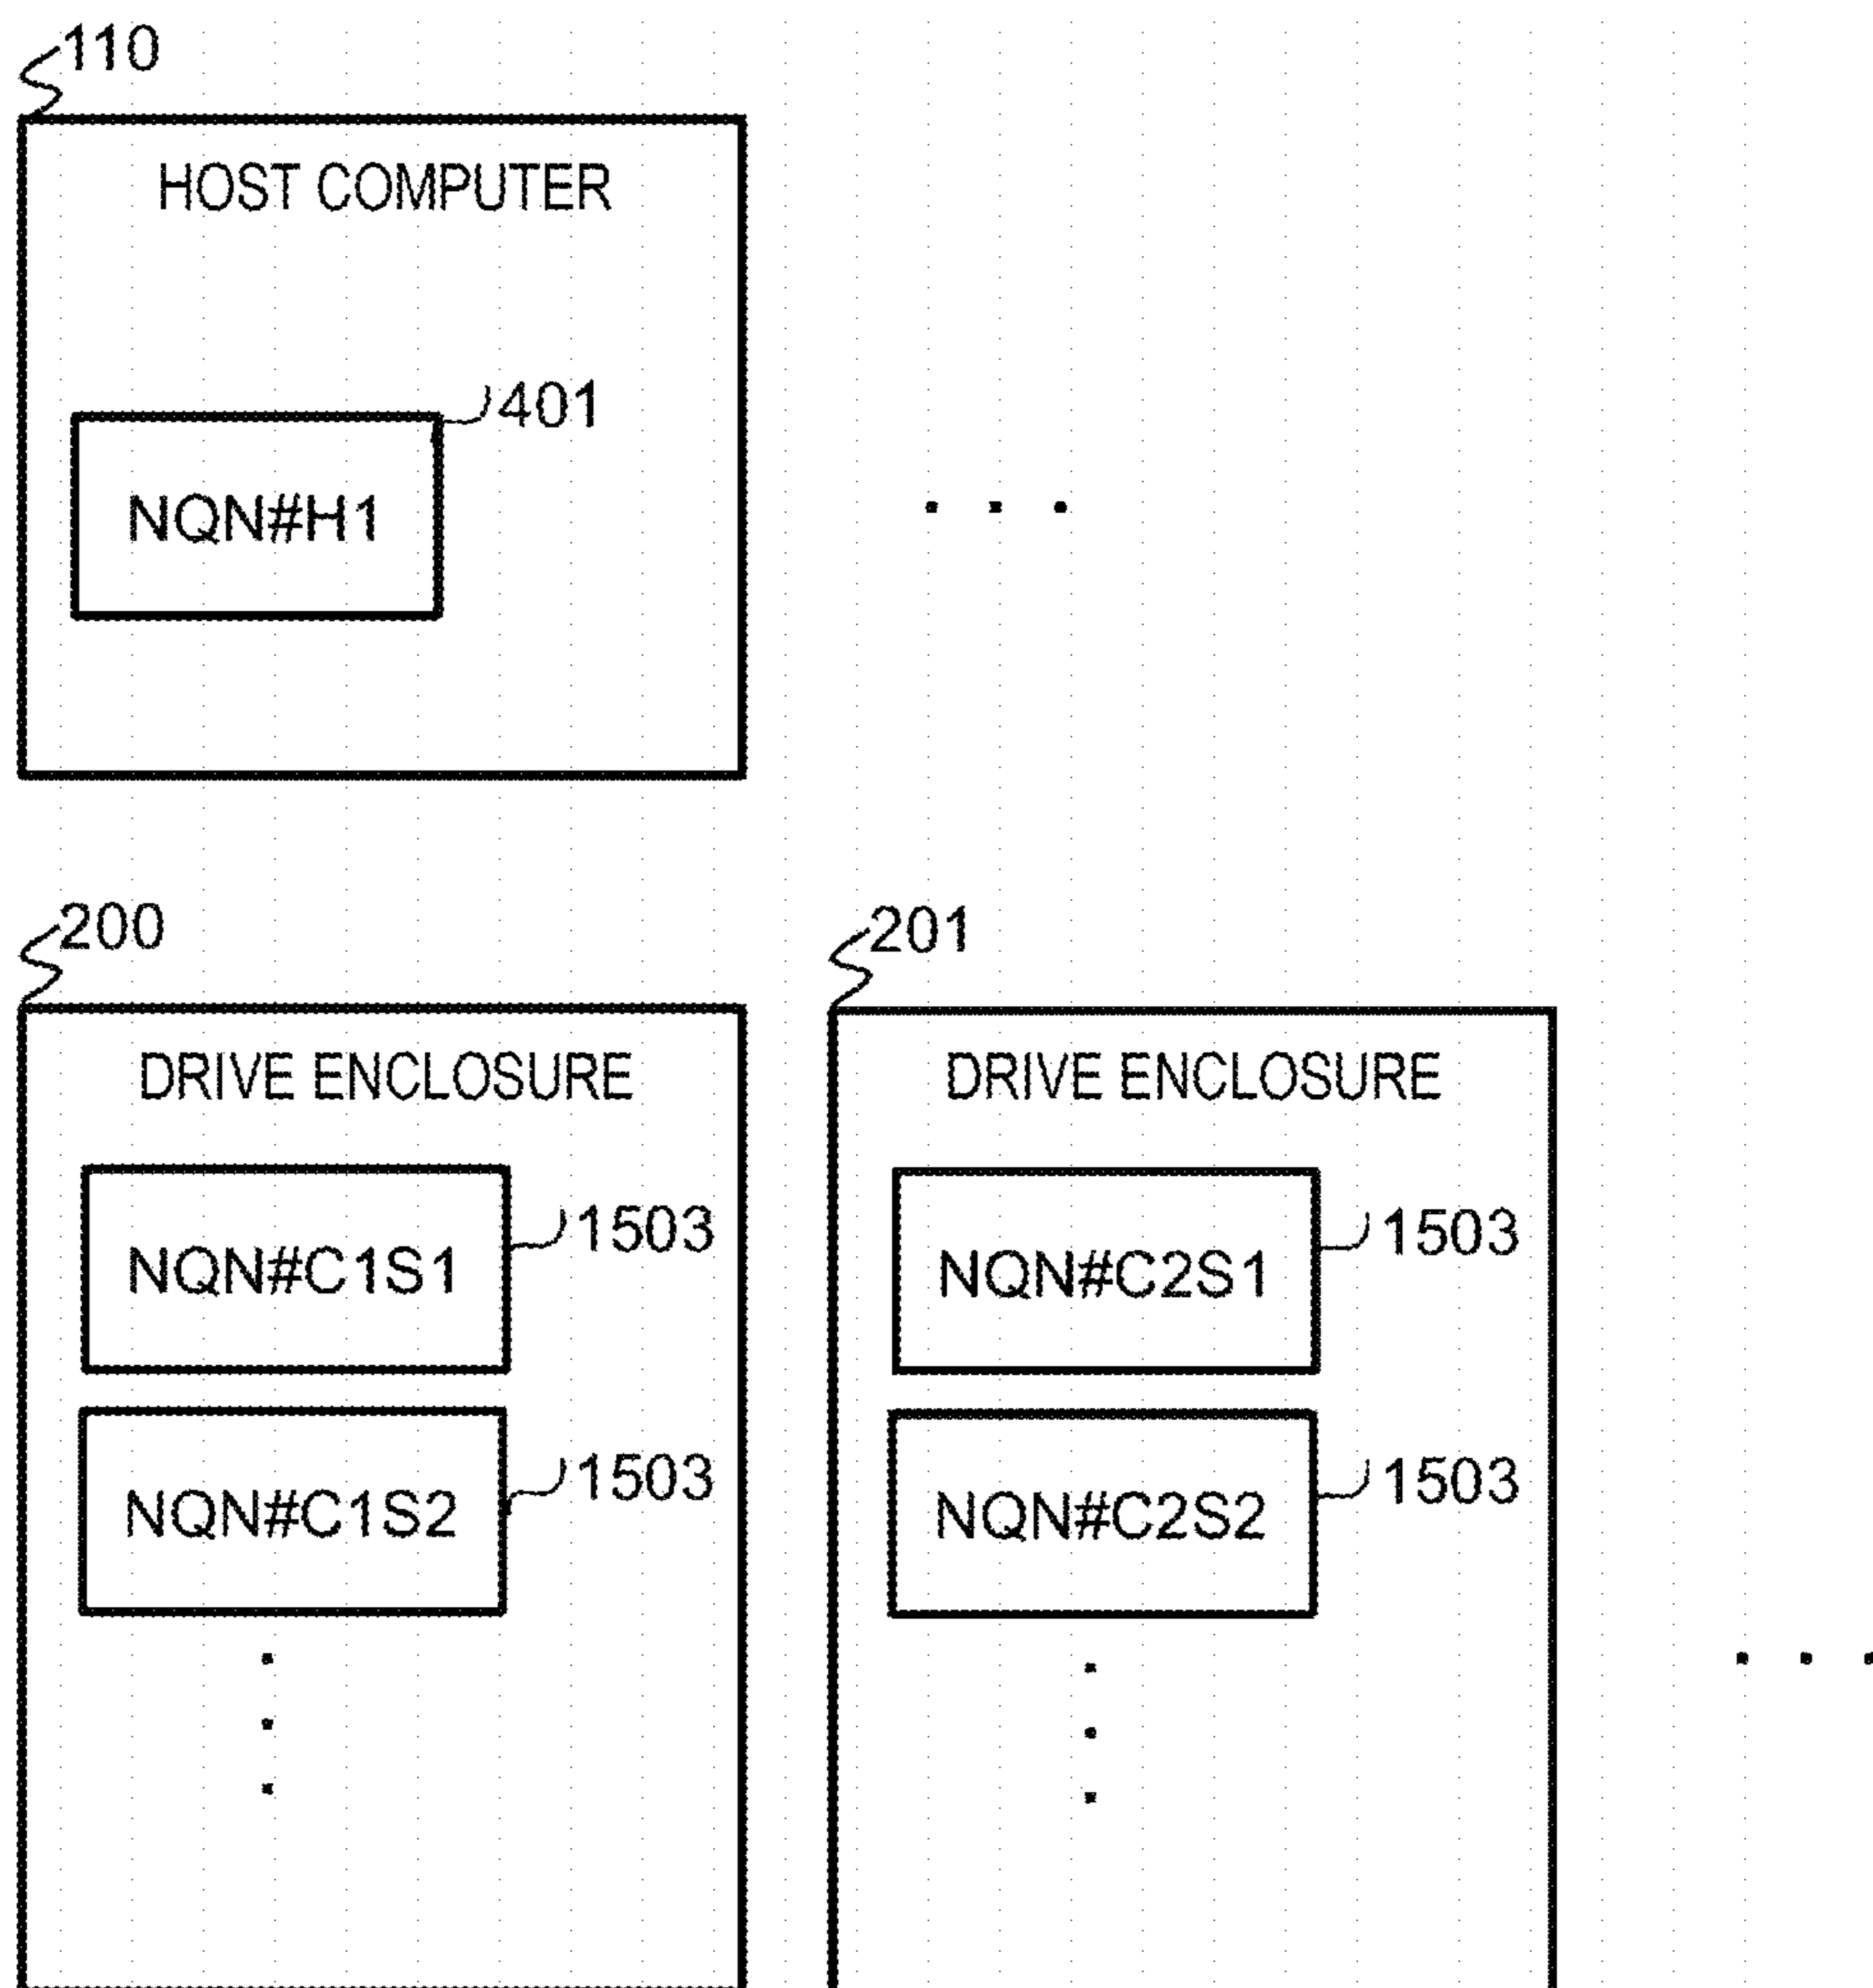 110
HOST COMPUTER
401
NQN#H1
. . .
200
201
DRIVE ENCLOSURE
DRIVE ENCLOSURE
1503
NQN#C1S1
1503
NQN#C2S1
1503
NQN#C1S2
1503
NQN#C2S2
. . .